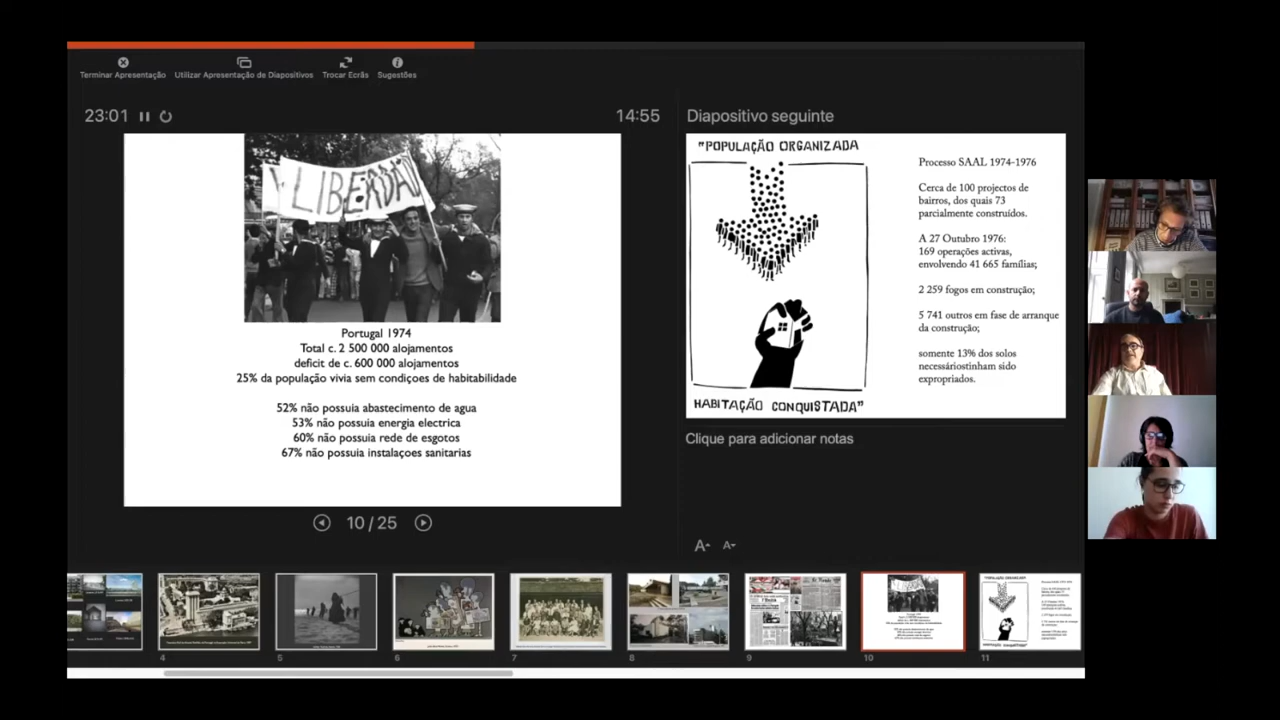 Terminar Apresentação
Utilizar Apresentação de Diapositivos
Trocar Ecrãs
Sugestões
23:01
14:55
Y LIBERDAD
Portugal 1974
Total c. 2 500 000 alojamentos
deficit de c. 600 000 alojamentos
25% da população vivia sem condiçoes de habitabilidade
52% não possuia abastecimento de agua
53% não possuia energia electrica
60% não possuia rede de esgotos
67% não possuia instalaçoes sanitarias
10 / 25
Diapositivo seguinte
"POPULAÇÃO ORGANIZADA
HABITAÇÃO CONQUISTADA"
Processo SAAL 1974-1976
Cerca de 100 projectos de
bairros, dos quais 73
parcialmente construídos.
A 27 Outubro 1976:
169 operações activas,
envolvendo 41 665 famílias;
2 259 fogos em construção;
5 741 outros em fase de arranque
da construção;
somente 13% dos solos
necessáriostinham sido
expropriados.
Clique para adicionar notas
A
A
4
5
6
7
8
9
10
11